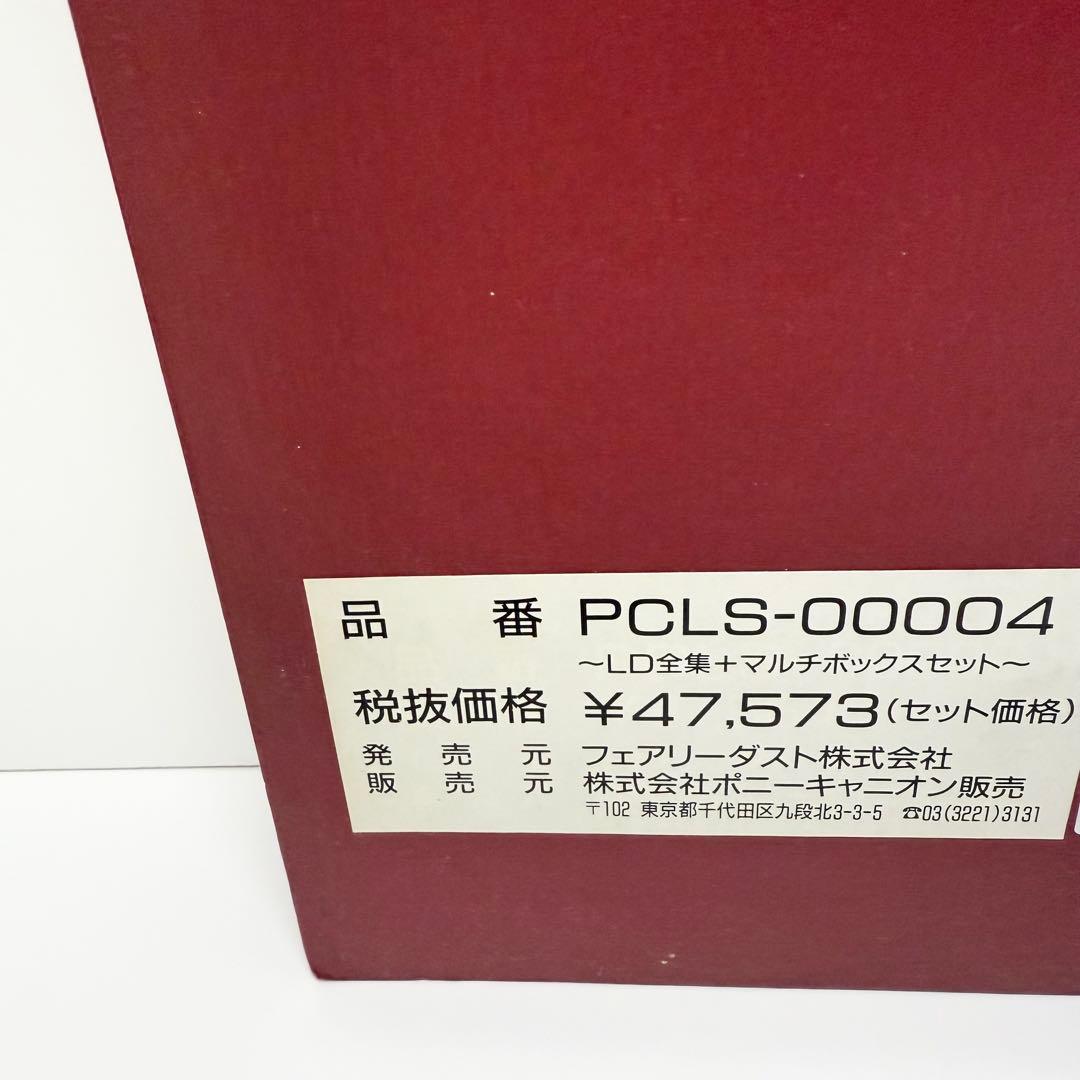 品番 PCLS-00004
～LD全集＋マルチボックスセット～
税抜価格 ¥47,573(セット価格)
発売元 フェアリーダスト株式会社
販売元 株式会社ポニーキャニオン販売
〒102 東京都千代田区九段北3-3-5 ☎03(3221)3131